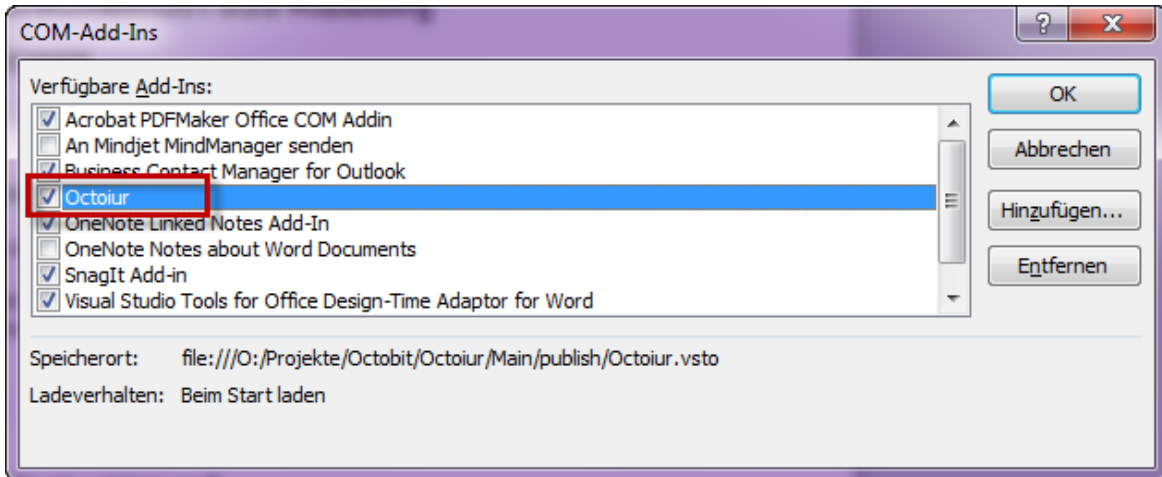 COM-Add-Ins
Verfügbare Add-Ins:
Acrobat PDFMaker Office COM Addin
An Mindjet MindManager senden
Business Contact Manager for Outlook
Octoiur
OneNote Linked Notes Add-In
OneNote Notes about Word Documents
SnagIt Add-in
Visual Studio Tools for Office Design-Time Adaptor for Word
OK
Abbrechen
Hinzufügen...
Entfernen
Speicherort: file:///O:/Projekte/Octobit/Octoiur/Main/publish/Octoiur.vsto
Ladeverhalten: Beim Start laden